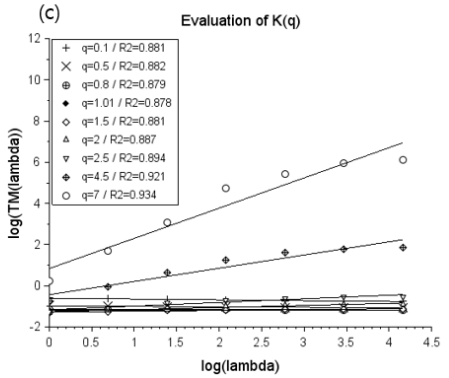 (c)
Evaluation of K(q)
12
10
8
6
4
2
0
-2
log(TM(lambda))
q=0.1 / R2=0.881
q=0.5 / R2=0.882
q=0.8 / R2=0.879
q=1.01 / R2=0.878
q=1.5 / R2=0.881
q=2 / R2=0.887
q=2.5 / R2=0.894
q=4.5 / R2=0.921
q=7 / R2=0.934
0 0.5 1 1.5 2 2.5 3 3.5 4 4.5
log(lambda)